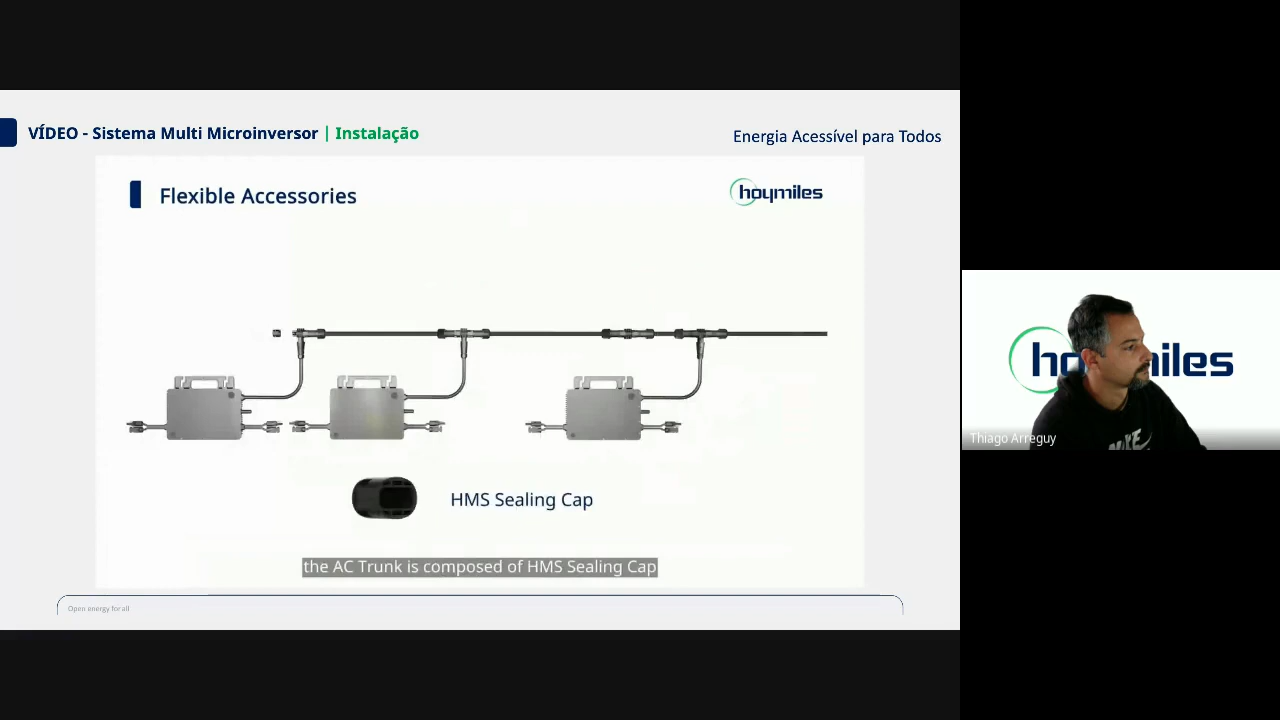 VÍDEO - Sistema Multi Microinversor | Instalação
Energia Acessível para Todos
Flexible Accessories
hoymiles
HMS Sealing Cap
the AC Trunk is composed of HMS Sealing Cap
Open energy for all
Thiago Arreguy